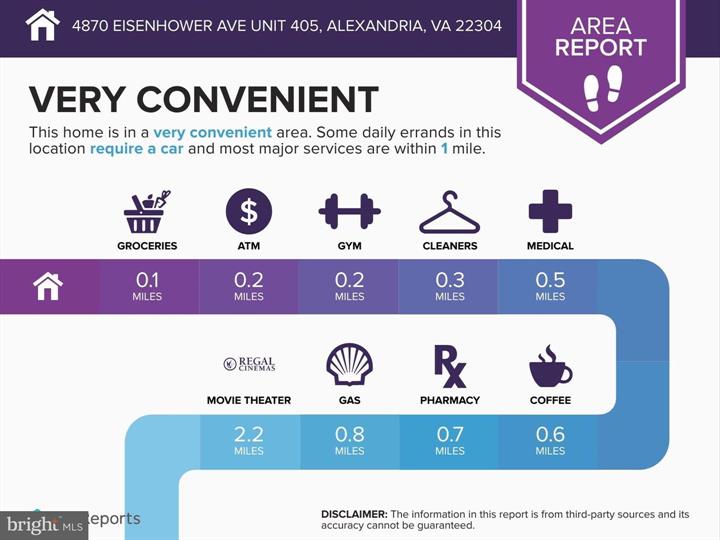 4870 EISENHOWER AVE UNIT 405, ALEXANDRIA, VA 22304
AREA
REPORT
VERY CONVENIENT
This home is in a very convenient area. Some daily errands in this
location require a car and most major services are within 1 mile.
GROCERIES ATM GYM CLEANERS MEDICAL
0.1 0.2 0.2 0.3 0.5
MILES MILES MILES MILES MILES
REGAL
CINEMAS
MOVIE THEATER GAS PHARMACY COFFEE
2.2 0.8 0.7 0.6
MILES MILES MILES MILES
DISCLAIMER: The information in this report is from third-party sources and its
accuracy cannot be guaranteed.
Reports
bright MLS